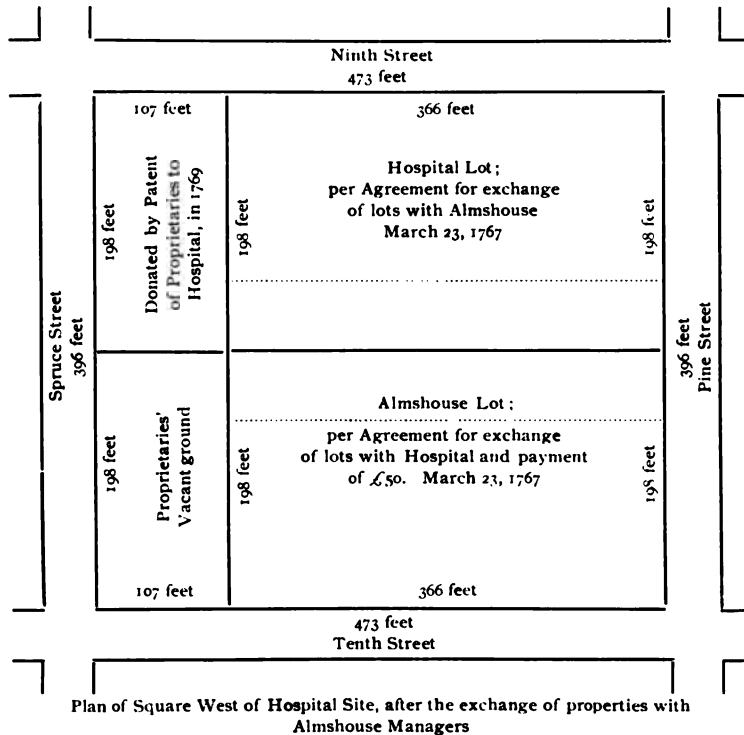 Ninth Street
473 feet
107 feet
366 feet
198 feet
Donated by Patent
of Proprietaries to
Hospital, in 1769
198 feet
Hospital Lot;
per Agreement for exchange
of lots with Almshouse
March 23, 1767
198 feet
Spruce Street
396 feet
396 feet
Pine Street
198 feet
Proprietaries'
Vacant ground
198 feet
Almshouse Lot;
per Agreement for exchange
of lots with Hospital and payment
of £50. March 23, 1767
198 feet
107 feet
366 feet
473 feet
Tenth Street
Plan of Square West of Hospital Site, after the exchange of properties with
Almshouse Managers